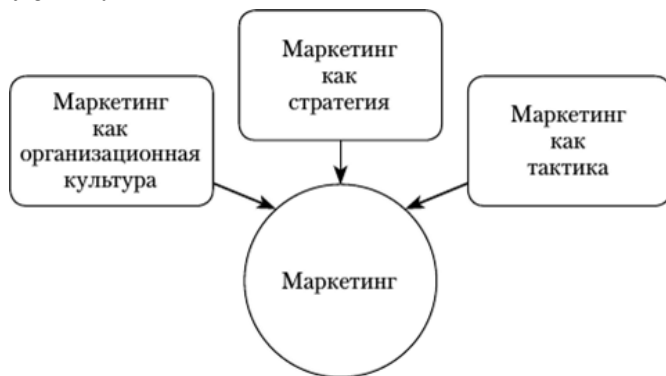 Маркетинг
как
организационная
культура
Маркетинг
как
стратегия
Маркетинг
как
тактика
Маркетинг